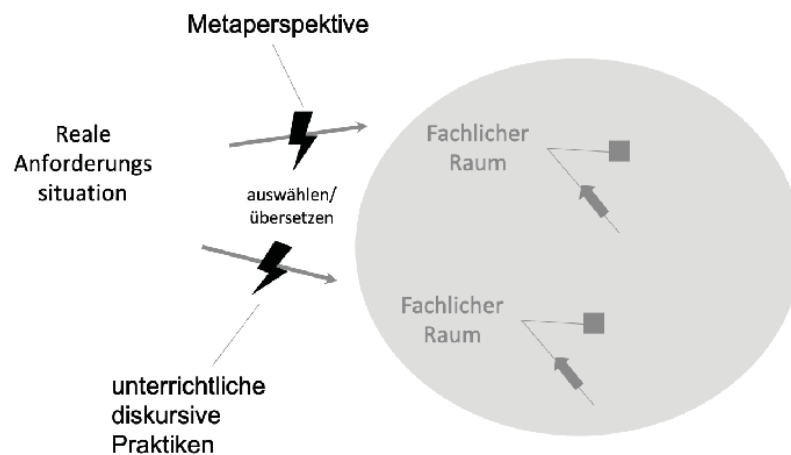 Metaperspektive
Reale
Anforderungs
situation
auswählen/
übersetzen
Fachlicher
Raum
Fachlicher
Raum
unterrichtliche
diskursive
Praktiken